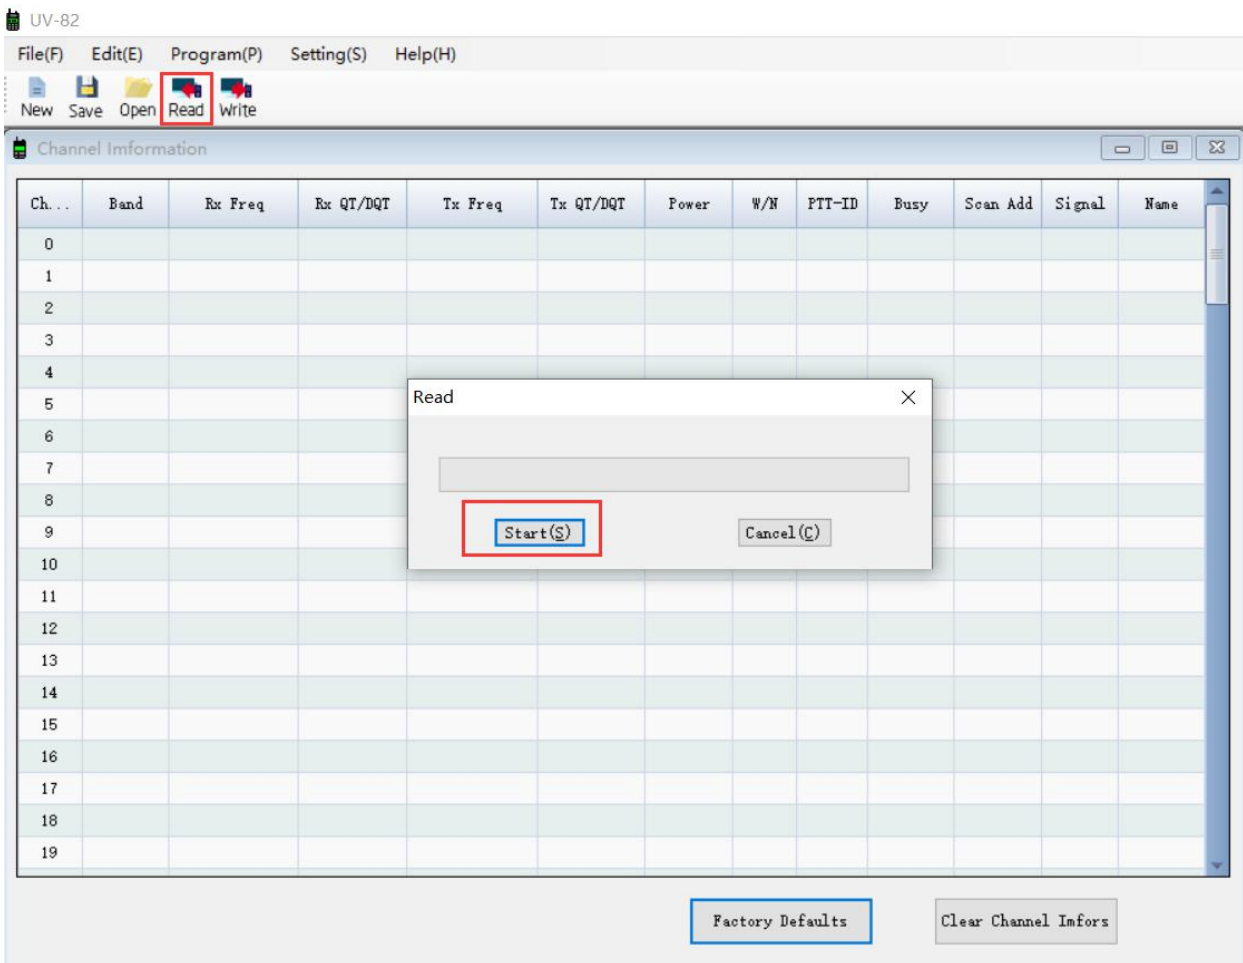 UV-82
File(F) Edit(E) Program(P) Setting(S) Help(H)
New Save Open Read Write
Channel Imformation
Ch... Band Rx Freq Rx QT/DQT Tx Freq Tx QT/DQT Power W/N PTT-ID Busy Scan Add Signal Name
0
1
2
3
4
Read
5
6
7
8
9
Start(S) Cancel(C)
10
11
12
13
14
15
16
17
18
19
Factory Defaults Clear Channel Imfors